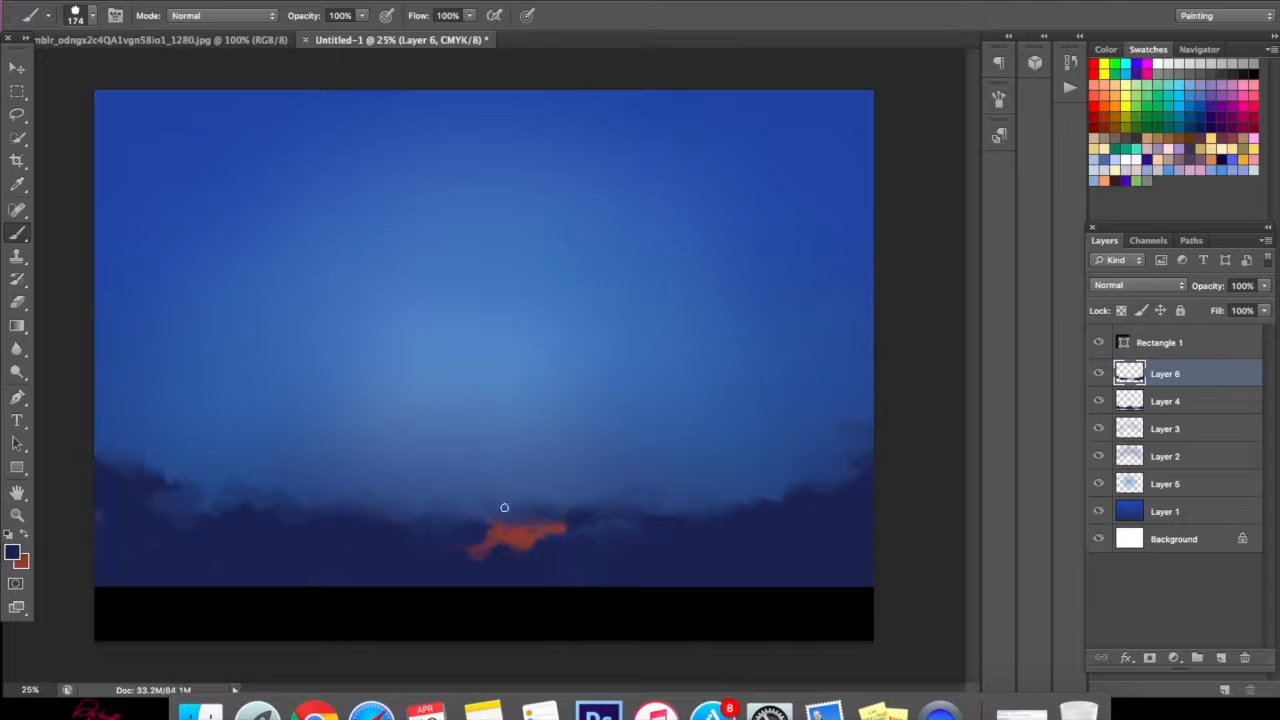 174 Mode: Normal Opacity: 100% Flow: 100% Painting
mblr_odngx2c4QA1vgn58io1_1280.jpg @ 100% (RGB/8) × Untitled-1 @ 25% (Layer 6, CMYK/8) *
Color Swatches Navigator
Layers Channels Paths
Kind
Normal Opacity: 100%
Lock: Fill: 100%
Rectangle 1
Layer 6
Layer 4
Layer 3
Layer 2
Layer 5
Layer 1
Background
25% Doc: 33.2M/84.1M
APR
8
Ps